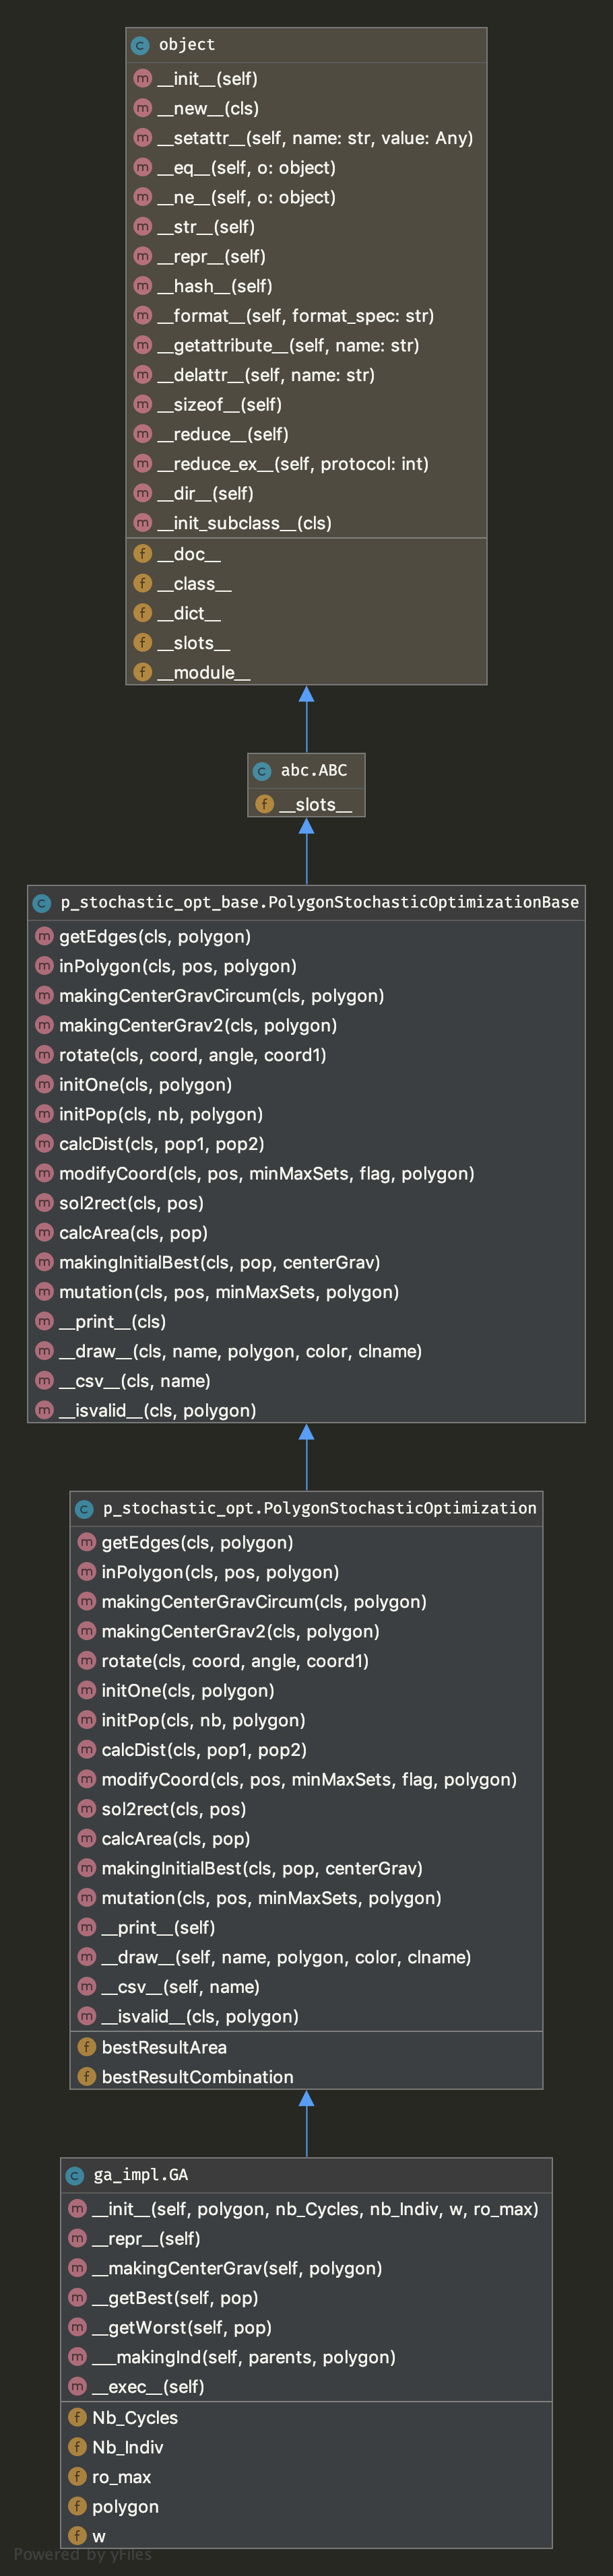 object
__init__(self)
__new__(cls)
__setattr__(self, name: str, value: Any)
__eq__(self, o: object)
__ne__(self, o: object)
__str__(self)
__repr__(self)
__hash__(self)
__format__(self, format_spec: str)
__getattribute__(self, name: str)
__delattr__(self, name: str)
__sizeof__(self)
__reduce__(self)
__reduce_ex__(self, protocol: int)
__dir__(self)
__init_subclass__(cls)
__doc__
__class__
__dict__
__slots__
__module__
abc.ABC
__slots__
p_stochastic_opt_base.PolygonStochasticOptimizationBase
getEdges(cls, polygon)
inPolygon(cls, pos, polygon)
makingCenterGravCircum(cls, polygon)
makingCenterGrav2(cls, polygon)
rotate(cls, coord, angle, coord1)
initOne(cls, polygon)
initPop(cls, nb, polygon)
calcDist(cls, pop1, pop2)
modifyCoord(cls, pos, minMaxSets, flag, polygon)
sol2rect(cls, pos)
calcArea(cls, pop)
makingInitialBest(cls, pop, centerGrav)
mutation(cls, pos, minMaxSets, polygon)
__print__(cls)
__draw__(cls, name, polygon, color, clname)
__csv__(cls, name)
__isvalid__(cls, polygon)
p_stochastic_opt.PolygonStochasticOptimization
getEdges(cls, polygon)
inPolygon(cls, pos, polygon)
makingCenterGravCircum(cls, polygon)
makingCenterGrav2(cls, polygon)
rotate(cls, coord, angle, coord1)
initOne(cls, polygon)
initPop(cls, nb, polygon)
calcDist(cls, pop1, pop2)
modifyCoord(cls, pos, minMaxSets, flag, polygon)
sol2rect(cls, pos)
calcArea(cls, pop)
makingInitialBest(cls, pop, centerGrav)
mutation(cls, pos, minMaxSets, polygon)
__print__(self)
__draw__(self, name, polygon, color, clname)
__csv__(self, name)
__isvalid__(cls, polygon)
bestResultArea
bestResultCombination
ga_impl.GA
__init__(self, polygon, nb_Cycles, nb_Indiv, w, ro_max)
__repr__(self)
__makingCenterGrav(self, polygon)
__getBest(self, pop)
__getWorst(self, pop)
___makingInd(self, parents, polygon)
__exec__(self)
Nb_Cycles
Nb_Indiv
ro_max
polygon
w
Powered by yFiles